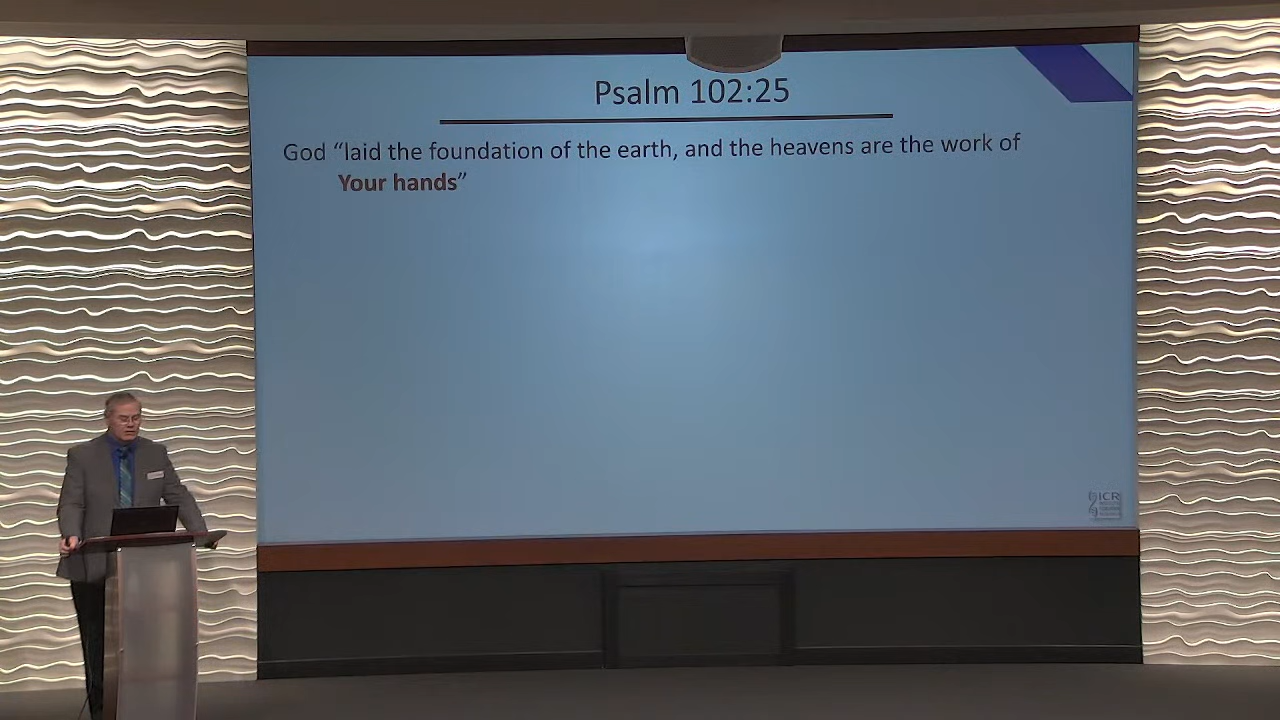 Psalm 102:25
God “laid the foundation of the earth, and the heavens are the work of
Your hands”
ICR